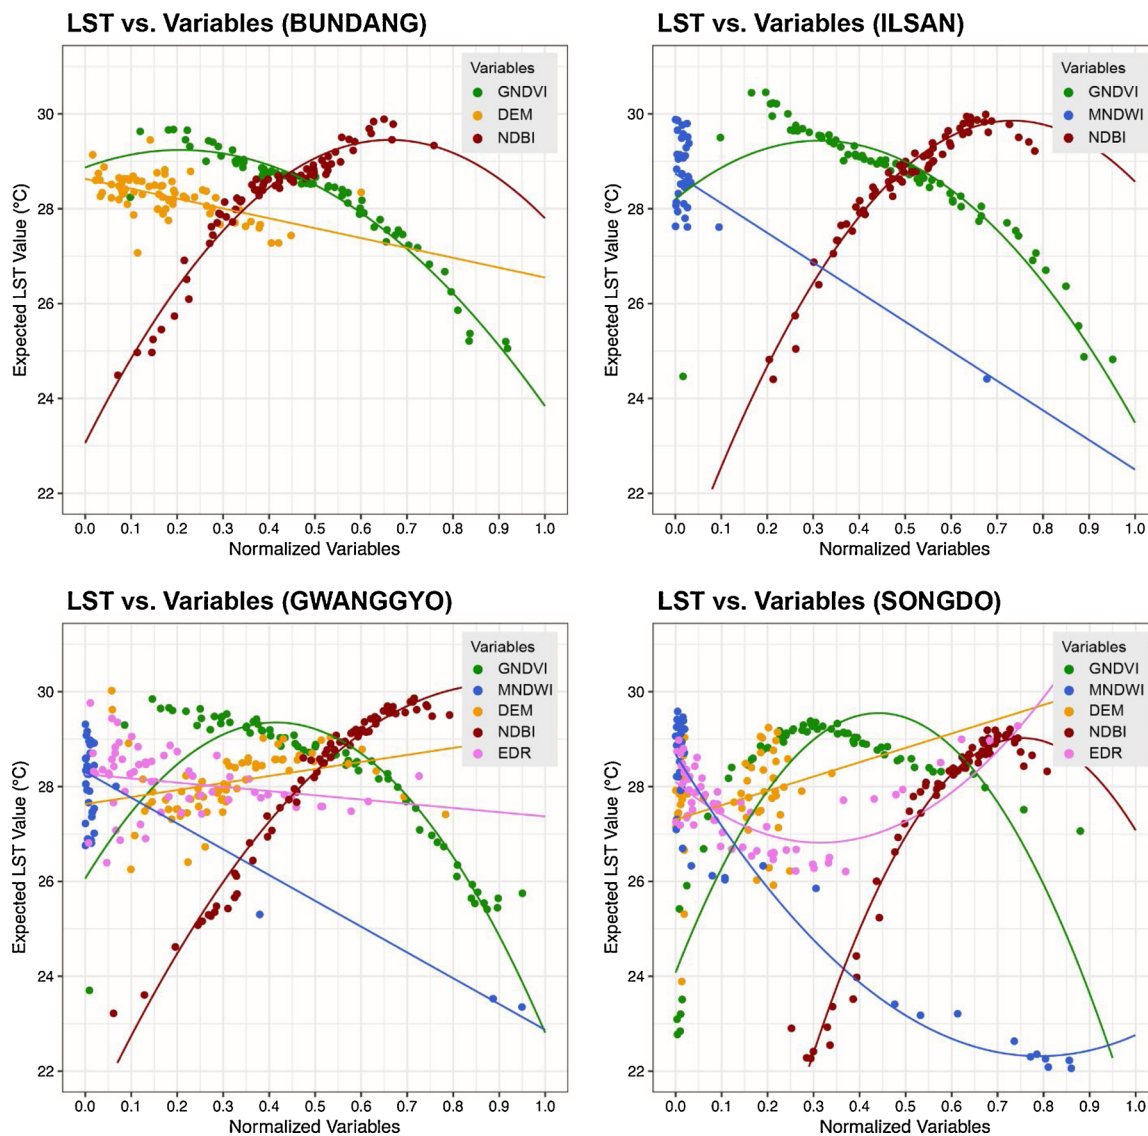 LST vs. Variables (BUNDANG)
Expected LST Value (°C)
30
28
26
24
22
Variables
GNDVI
DEM
NDBI
0.0 0.1 0.2 0.3 0.4 0.5 0.6 0.7 0.8 0.9 1.0
Normalized Variables
LST vs. Variables (ILSAN)
Expected LST Value (°C)
30
28
26
24
22
Variables
GNDVI
MNDWI
NDBI
0.0 0.1 0.2 0.3 0.4 0.5 0.6 0.7 0.8 0.9 1.0
Normalized Variables
LST vs. Variables (GWANGGYO)
Expected LST Value (°C)
30
28
26
24
22
Variables
GNDVI
MNDWI
DEM
NDBI
EDR
0.0 0.1 0.2 0.3 0.4 0.5 0.6 0.7 0.8 0.9 1.0
Normalized Variables
LST vs. Variables (SONGDO)
Expected LST Value (°C)
30
28
26
24
22
Variables
GNDVI
MNDWI
DEM
NDBI
EDR
0.0 0.1 0.2 0.3 0.4 0.5 0.6 0.7 0.8 0.9 1.0
Normalized Variables